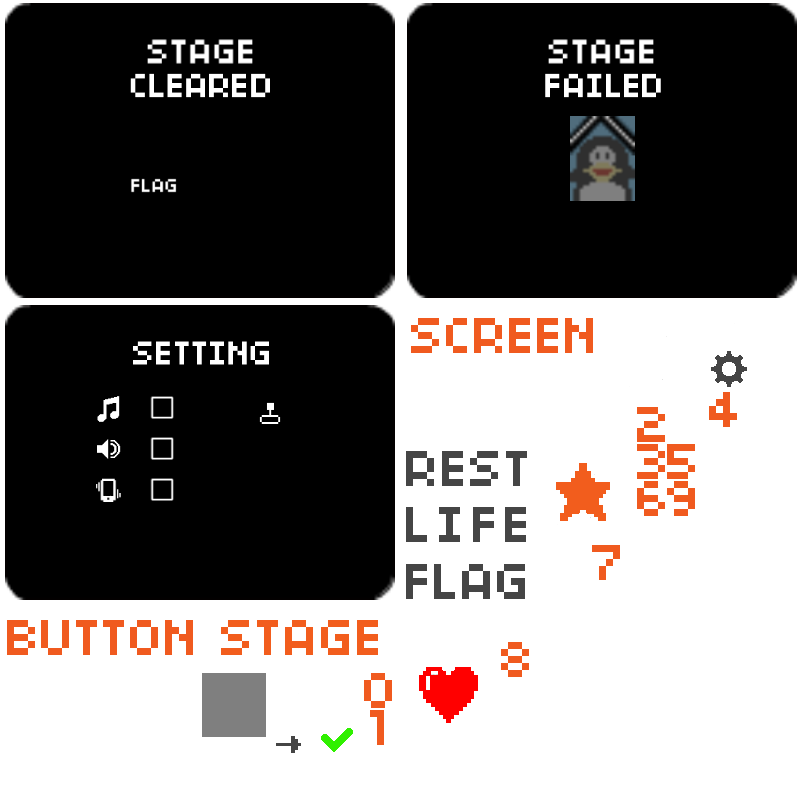 STAGE
CLEARED
FLAG
STAGE
FAILED
SETTING
SCREEN
4
2
35
69
REST
LIFE
FLAG
7
BUTTON STAGE
8
0
1